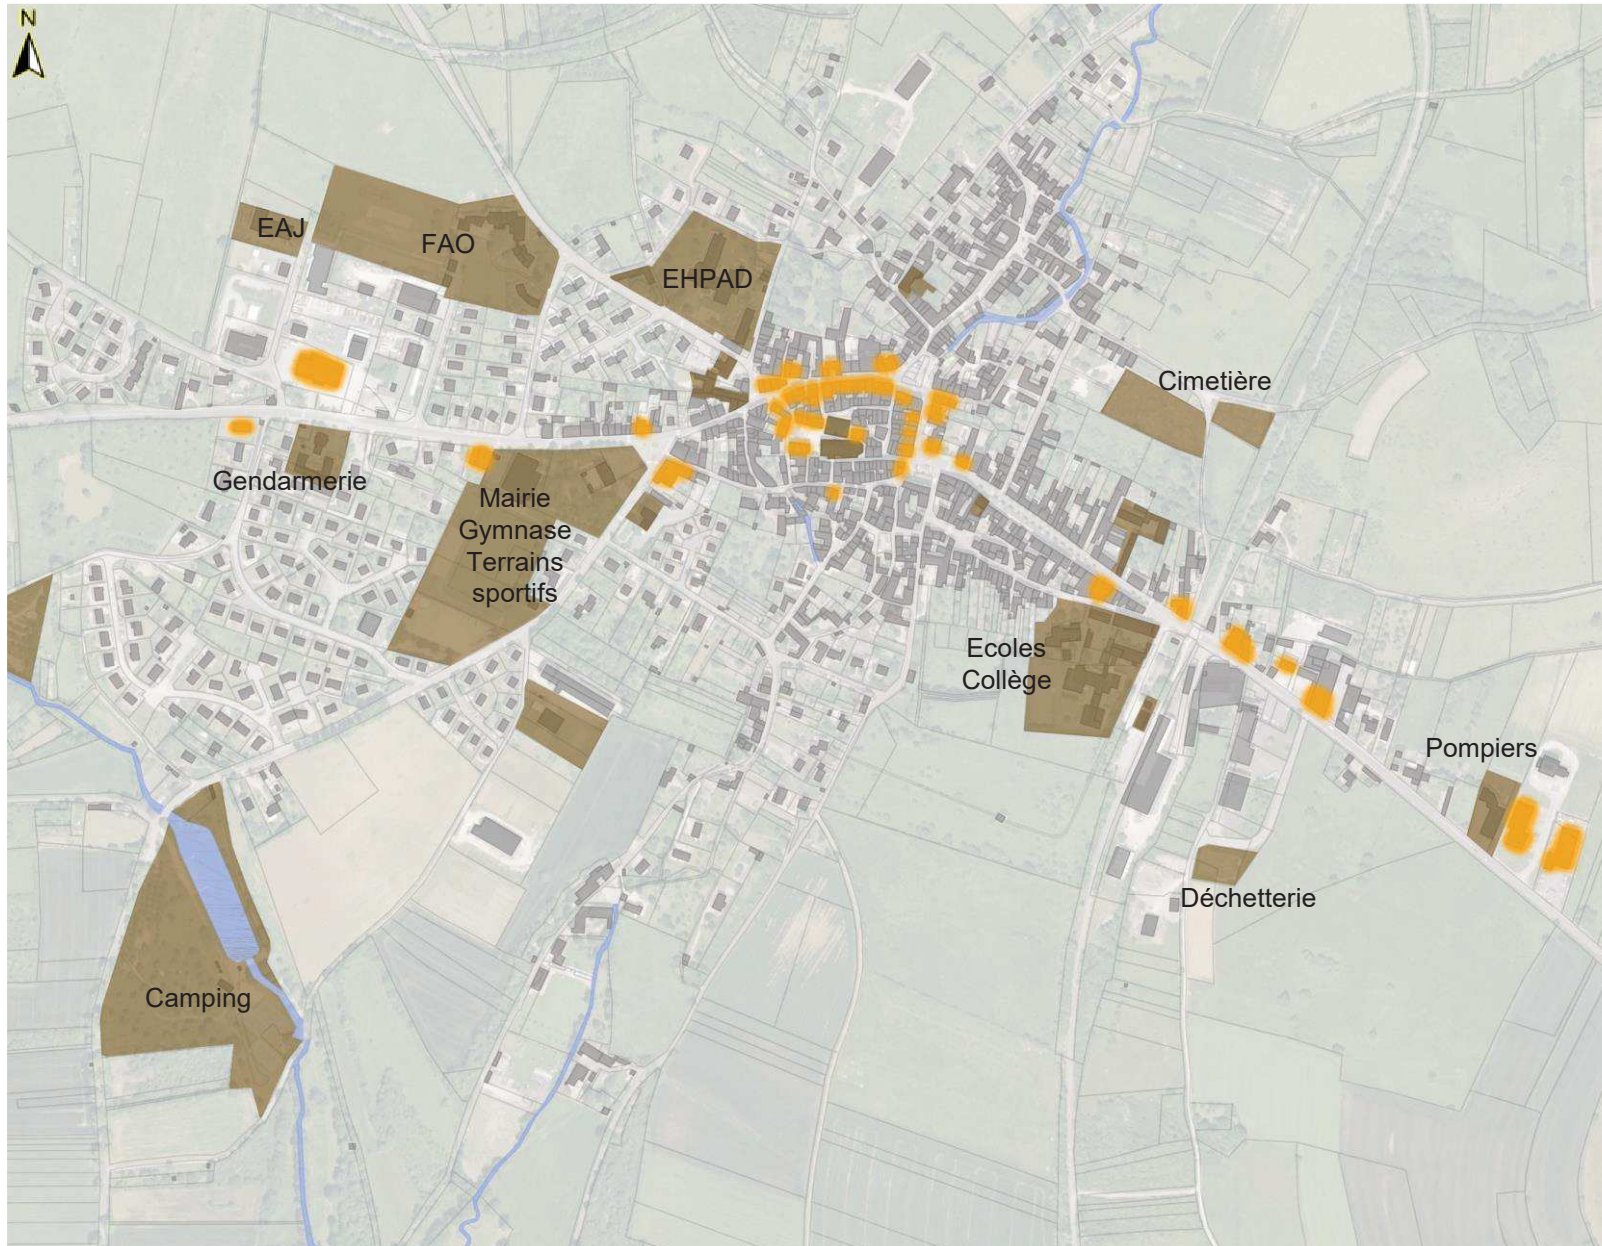 N
EAJ
FAO
EHPAD
Cimetière
Gendarmerie
Mairie
Gymnase
Terrains
sportifs
Ecoles
Collège
Pompiers
Déchetterie
Camping